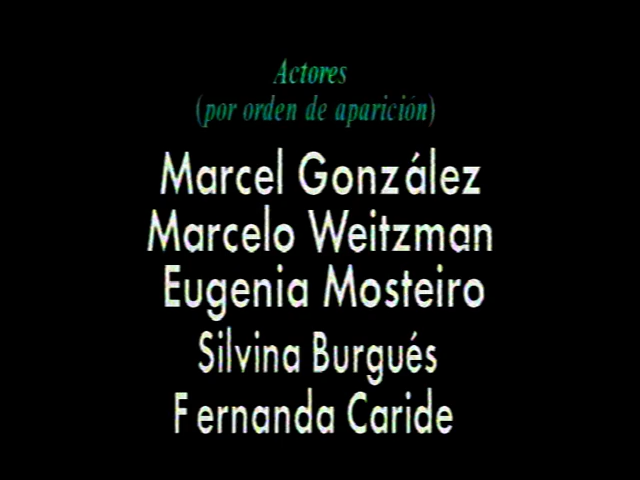 Actores
(por orden de aparición)
Marcel González
Marcelo Weitzman
Eugenia Mosteiro
Silvina Burgués
Fernanda Caride